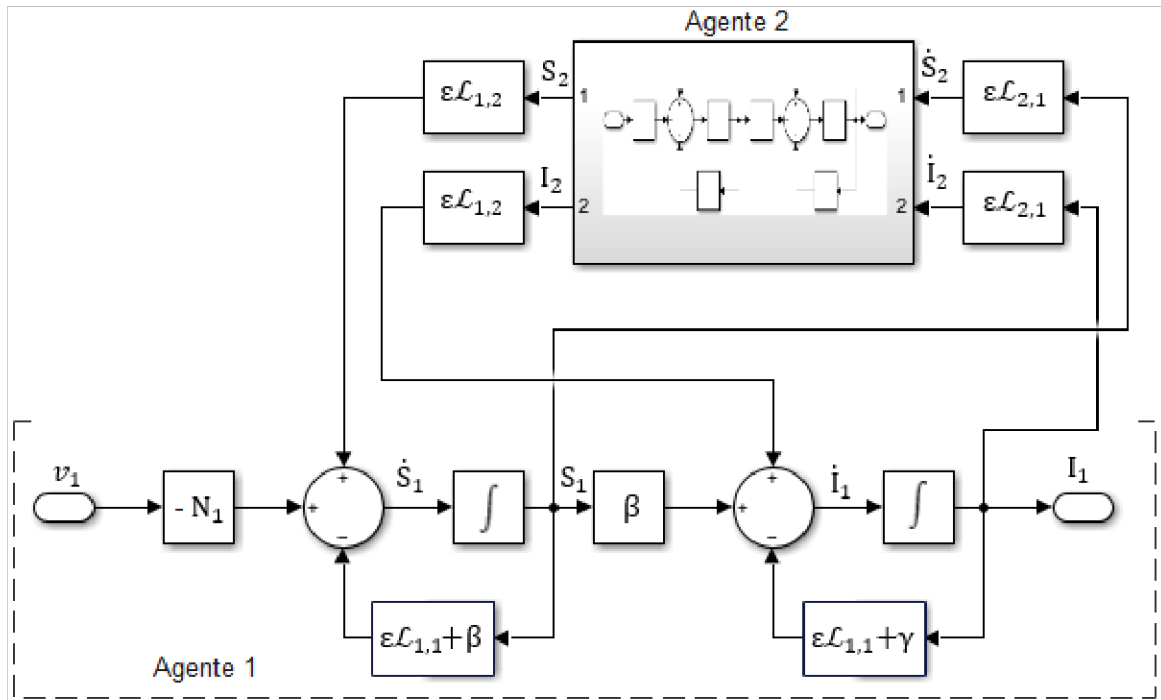 Agente 2
S₂
Ṡ₂
εℒ₁,₂
1
1
εℒ₂,₁
I₂
İ₂
εℒ₁,₂
2
2
εℒ₂,₁
v₁
- N₁
+
+
−
Ṡ₁
∫
S₁
β
+
+
−
İ₁
∫
I₁
εℒ₁,₁+β
εℒ₁,₁+γ
Agente 1